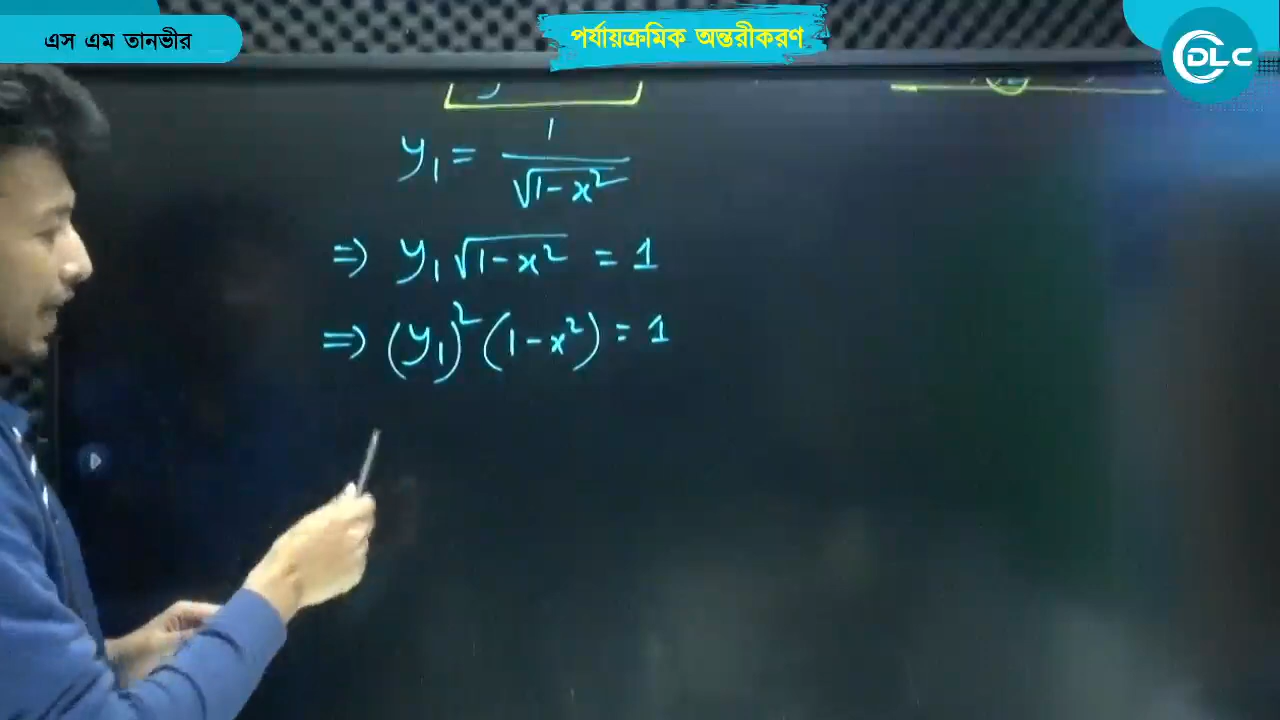 এস এম তানভীর
পর্যায়ক্রমিক অন্তরীকরণ
CDLC
y₁ = 1/√(1-x²)
⇒ y₁√(1-x²) = 1
⇒ (y₁)²(1-x²) = 1